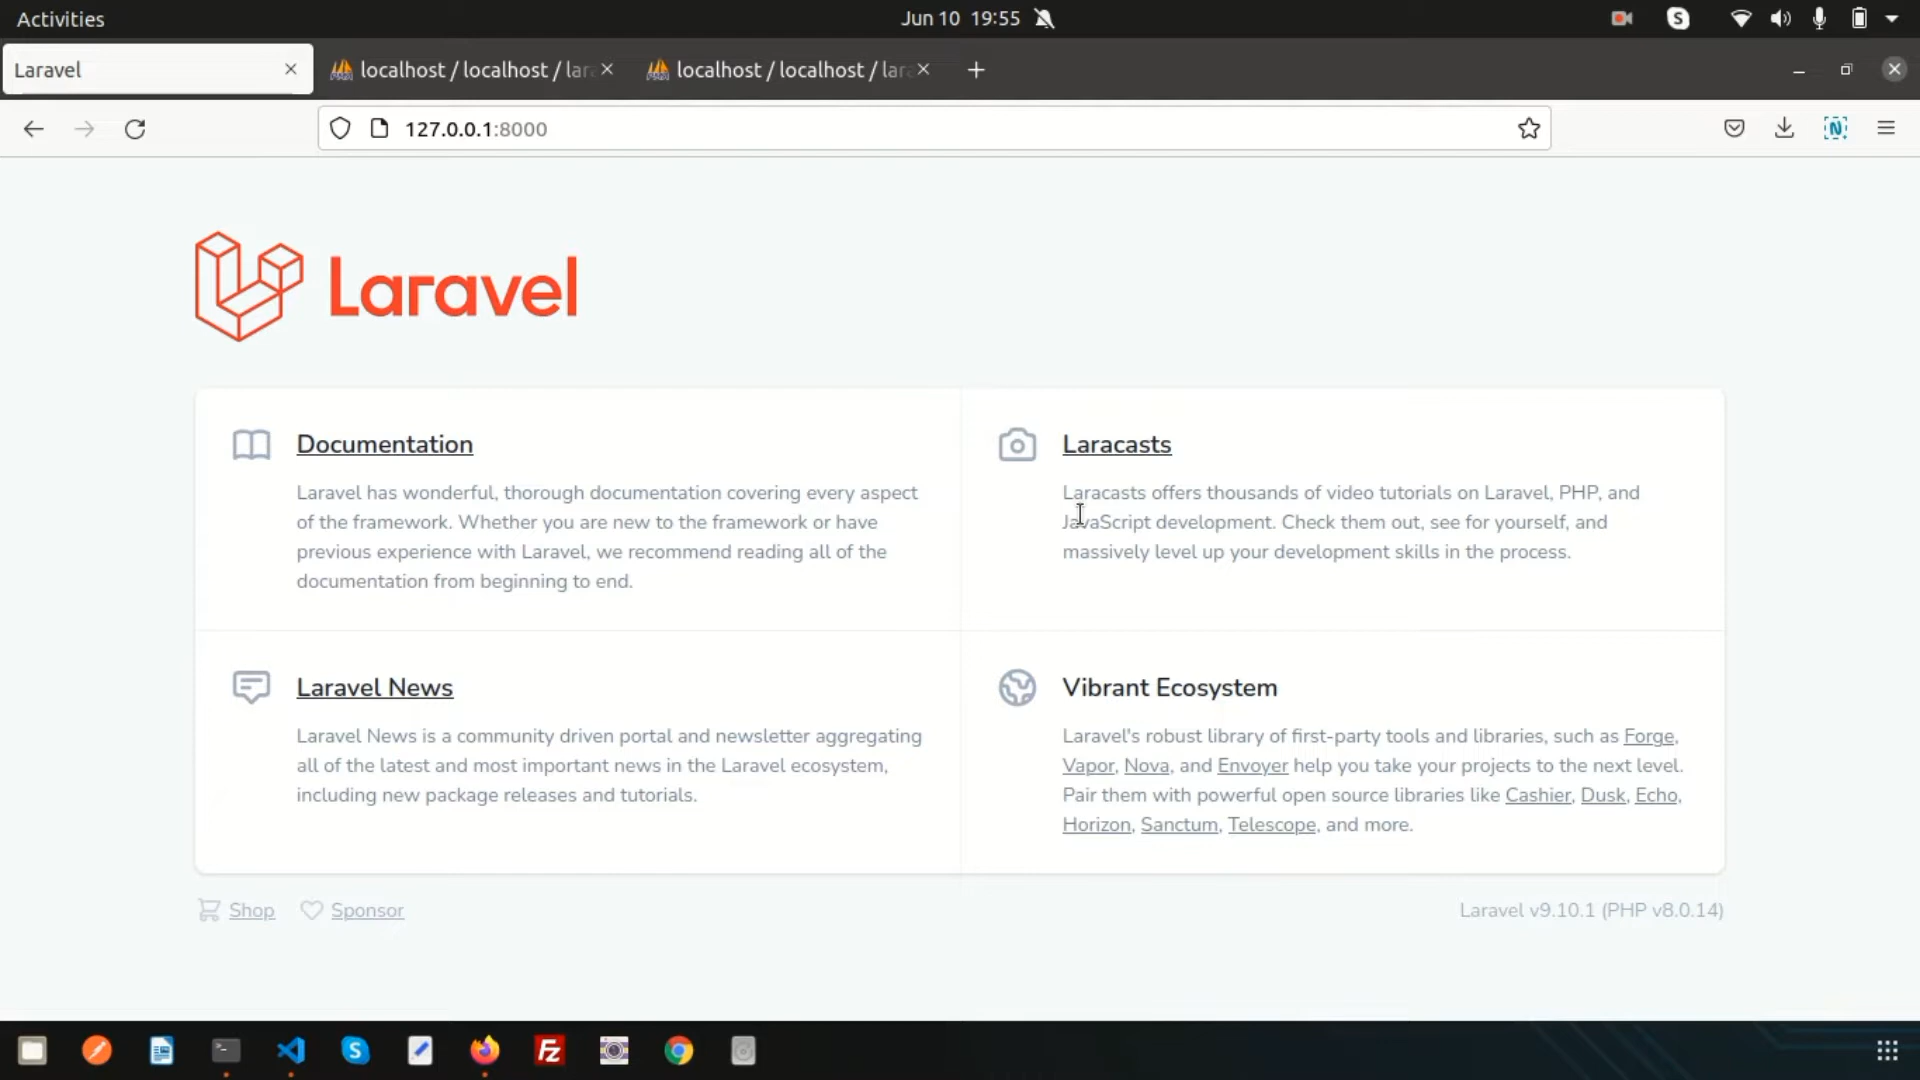 Activities
Jun 10 19:55
Laravel
localhost / localhost / lar
localhost / localhost / lar
127.0.0.1:8000
Laravel
Documentation
Laravel has wonderful, thorough documentation covering every aspect
of the framework. Whether you are new to the framework or have
previous experience with Laravel, we recommend reading all of the
documentation from beginning to end.
Laracasts
Laracasts offers thousands of video tutorials on Laravel, PHP, and
JavaScript development. Check them out, see for yourself, and
massively level up your development skills in the process.
Laravel News
Laravel News is a community driven portal and newsletter aggregating
all of the latest and most important news in the Laravel ecosystem,
including new package releases and tutorials.
Vibrant Ecosystem
Laravel's robust library of first-party tools and libraries, such as Forge,
Vapor, Nova, and Envoyer help you take your projects to the next level.
Pair them with powerful open source libraries like Cashier, Dusk, Echo,
Horizon, Sanctum, Telescope, and more.
Shop
Sponsor
Laravel v9.10.1 (PHP v8.0.14)